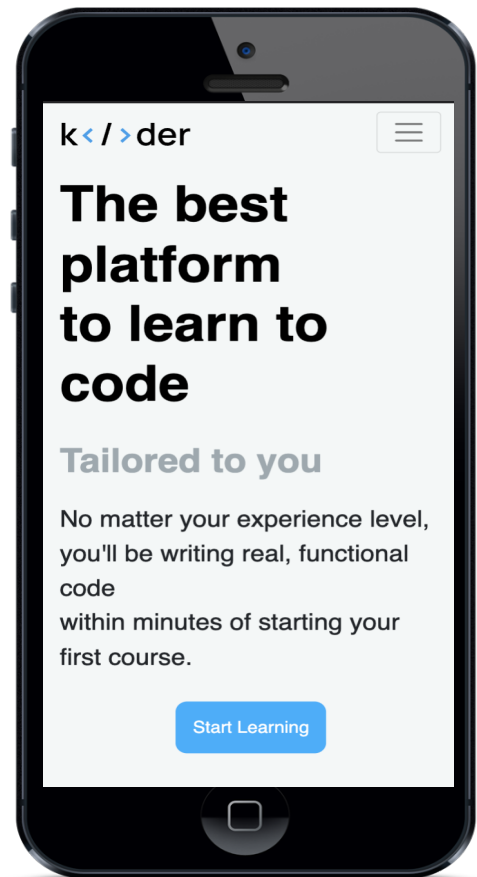 k</>der
The best
platform
to learn to
code
Tailored to you
No matter your experience level,
you'll be writing real, functional
code
within minutes of starting your
first course.
Start Learning